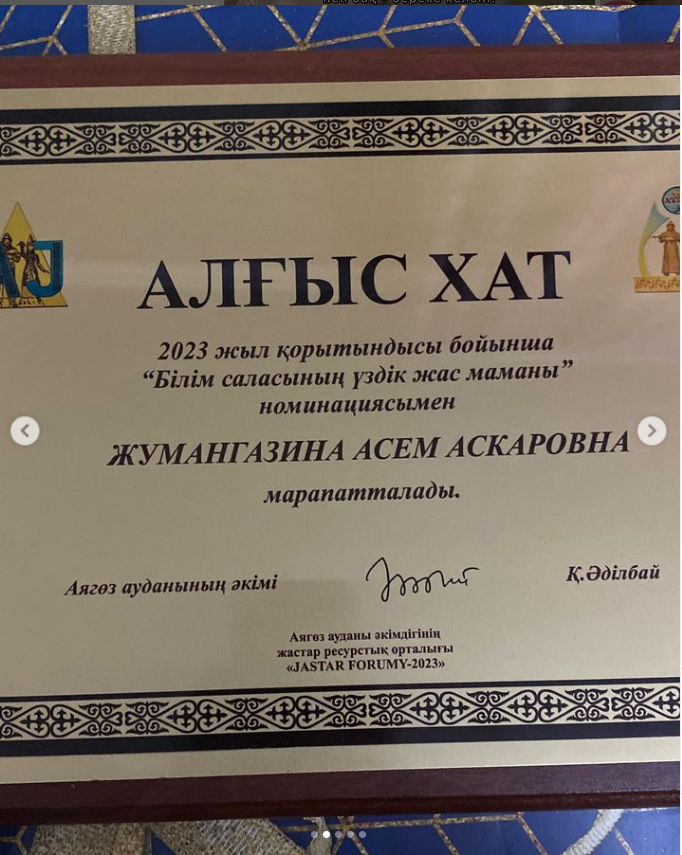 АЛҒЫС ХАТ
2023 жыл қорытындысы бойынша
“Білім саласының үздік жас маманы”
номинациясымен
ЖУМАНГАЗИНА АСЕМ АСКАРОВНА
марапатталады.
Аягөз ауданының әкімі Қ.Әділбай
Аягөз ауданы әкімдігінің
жастар ресурстық орталығы
«JASTAR FORUMY-2023»